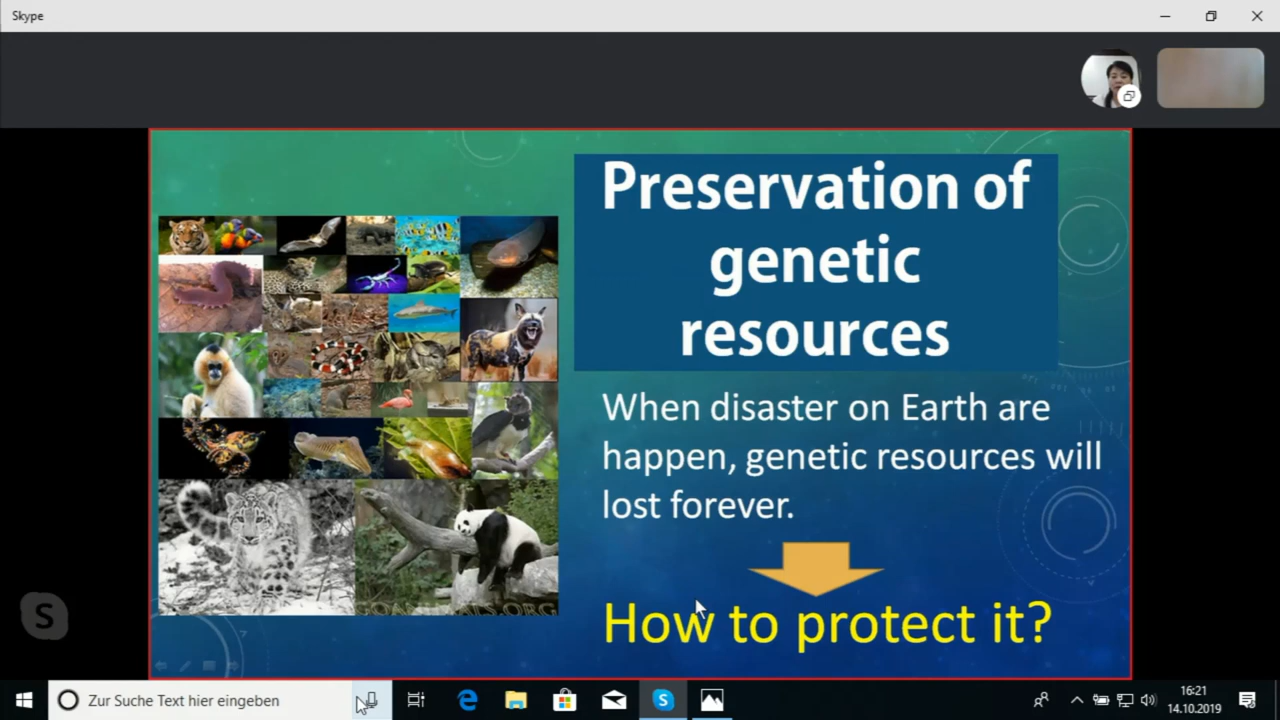 Skype
Preservation of
genetic
resources
When disaster on Earth are
happen, genetic resources will
lost forever.
How to protect it?
S
Zur Suche Text hier eingeben
16:21
14.10.2019